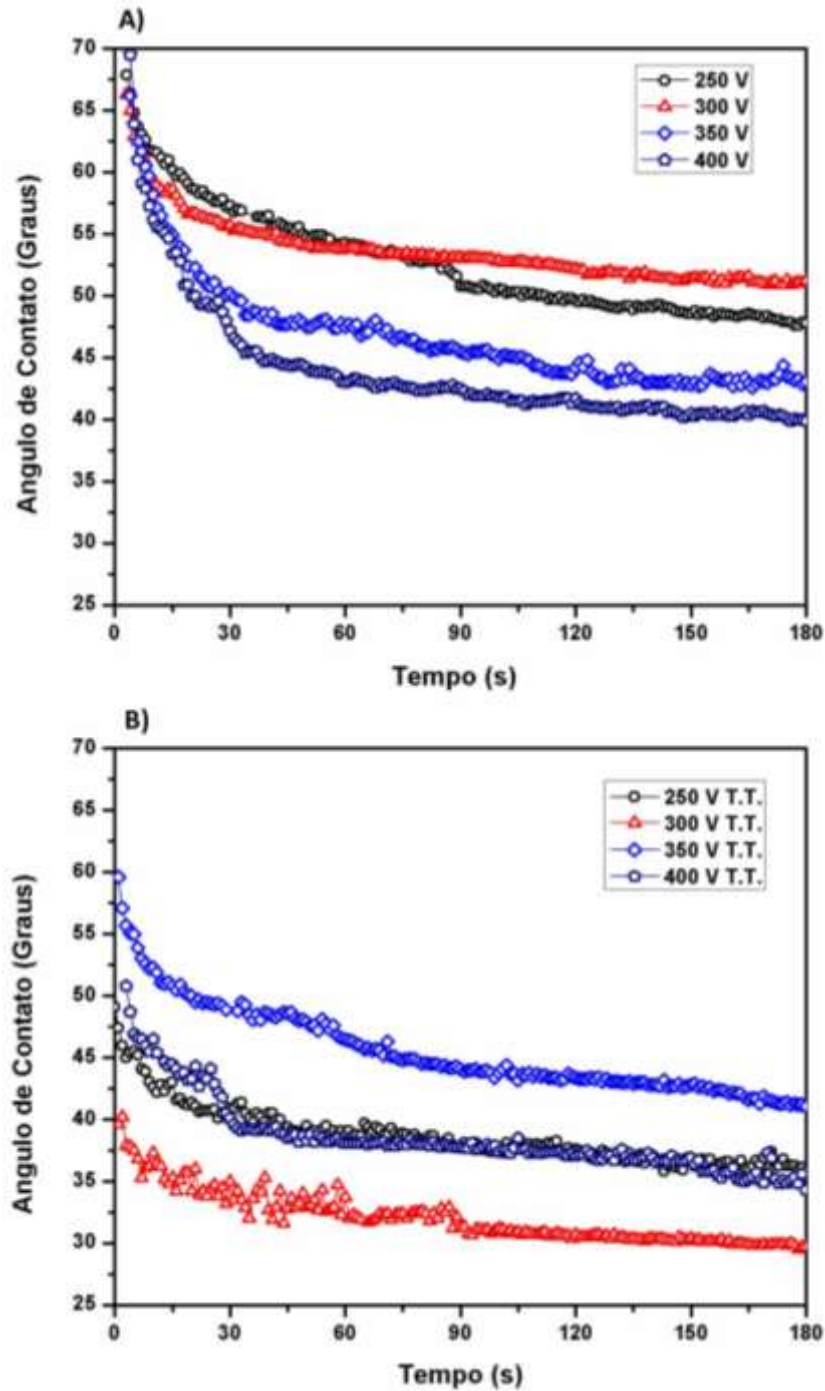 A)
70
65
60
55
50
45
40
35
30
25
Angulo de Contato (Graus)
250 V
300 V
350 V
400 V
0 30 60 90 120 150 180
Tempo (s)
B)
70
65
60
55
50
45
40
35
30
25
Angulo de Contato (Graus)
250 V T.T.
300 V T.T.
350 V T.T.
400 V T.T.
0 30 60 90 120 150 180
Tempo (s)